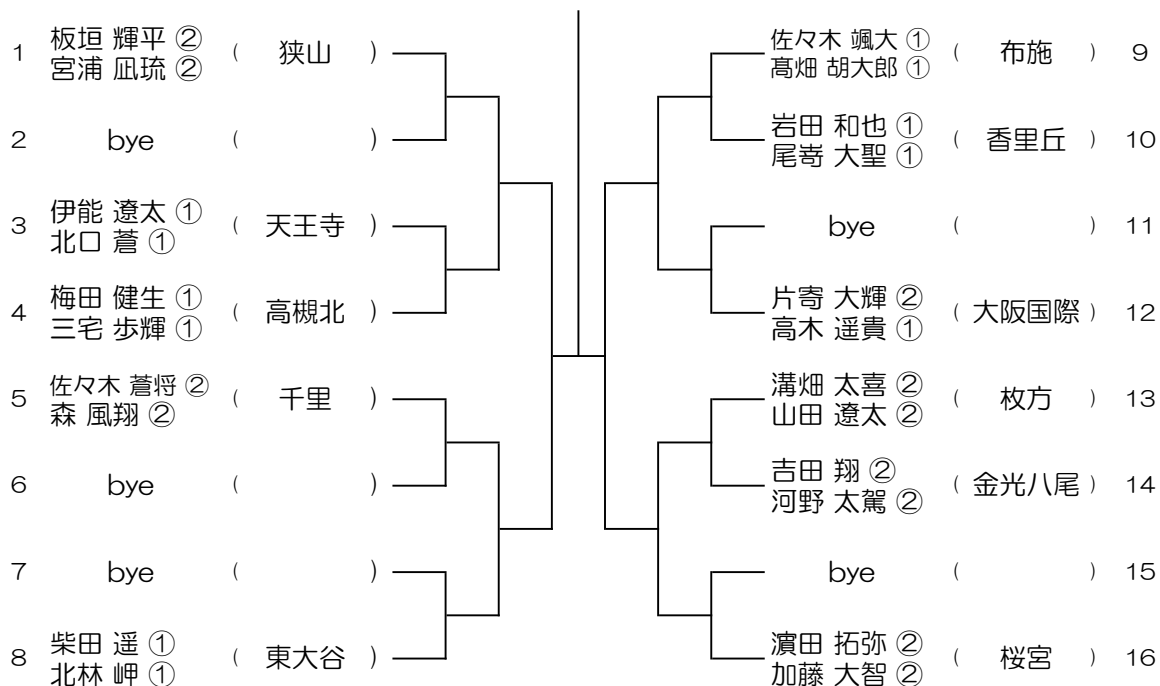 1 板垣 輝平 ② 宮浦 凪琉 ② ( 狭山 )
2 bye ( )
3 伊能 遼太 ① 北口 蒼 ① ( 天王寺 )
4 梅田 健生 ① 三宅 歩輝 ① ( 高槻北 )
5 佐々木 蒼将 ② 森 風翔 ② ( 千里 )
6 bye ( )
7 bye ( )
8 柴田 遥 ① 北林 岬 ① ( 東大谷 )
佐々木 颯大 ① 髙畑 胡大郎 ① ( 布施 ) 9
岩田 和也 ① 尾嵜 大聖 ① ( 香里丘 ) 10
bye ( ) 11
片寄 大輝 ② 高木 遥貴 ① ( 大阪国際 ) 12
溝畑 太喜 ② 山田 遼太 ② ( 枚方 ) 13
吉田 翔 ② 河野 太駕 ② ( 金光八尾 ) 14
bye ( ) 15
濵田 拓弥 ② 加藤 大智 ② ( 桜宮 ) 16